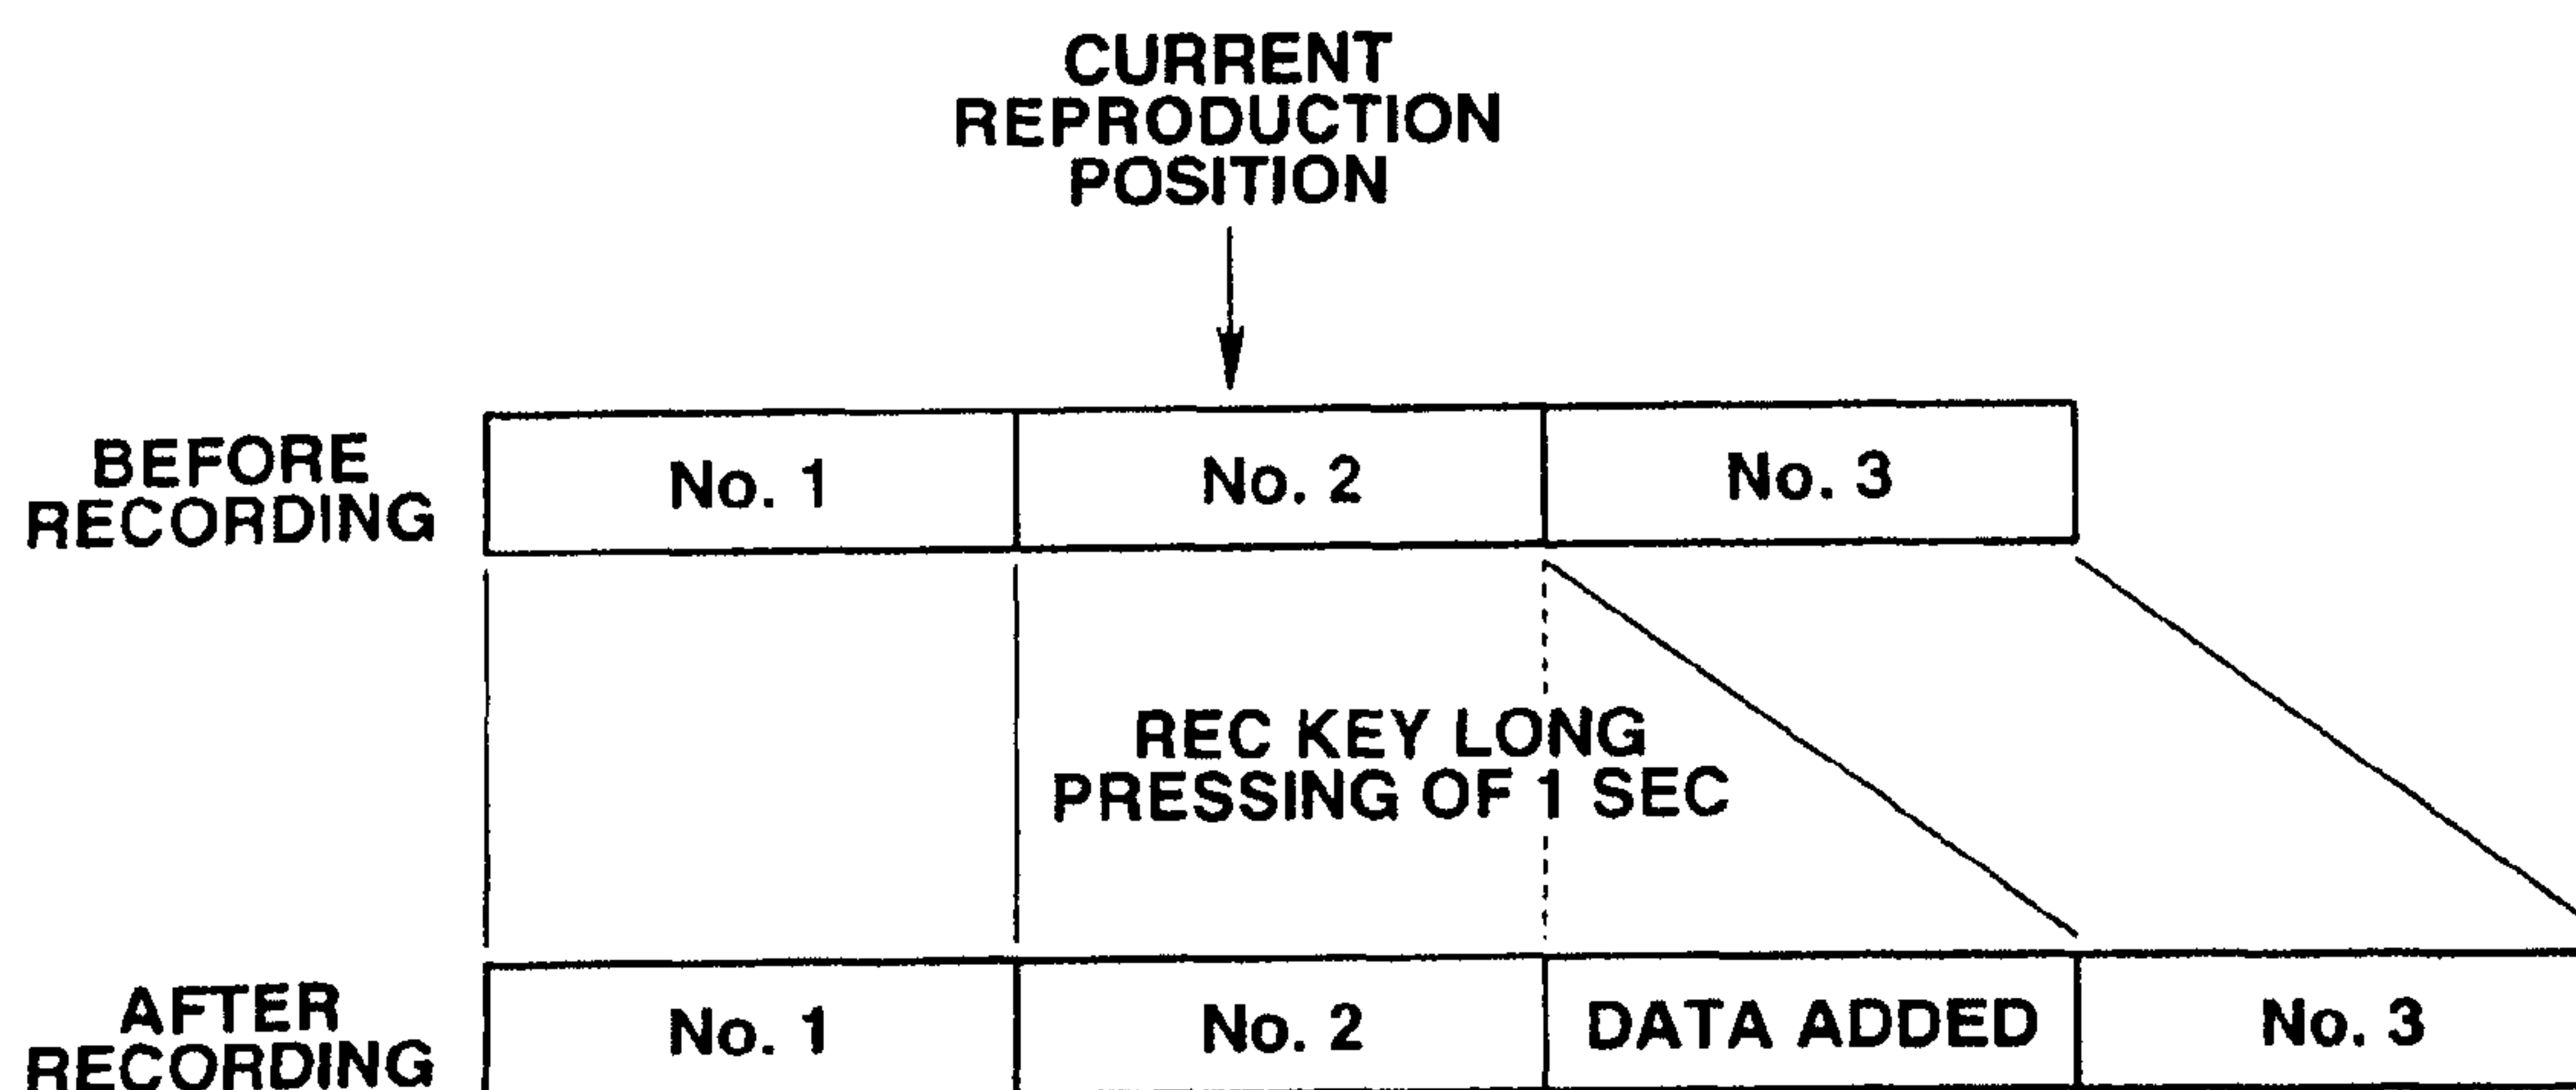 CURRENT
REPRODUCTION
POSITION
BEFORE
RECORDING
No. 1
No. 2
No. 3
REC KEY LONG
PRESSING OF 1 SEC
AFTER
RECORDING
No. 1
No. 2
DATA ADDED
No. 3